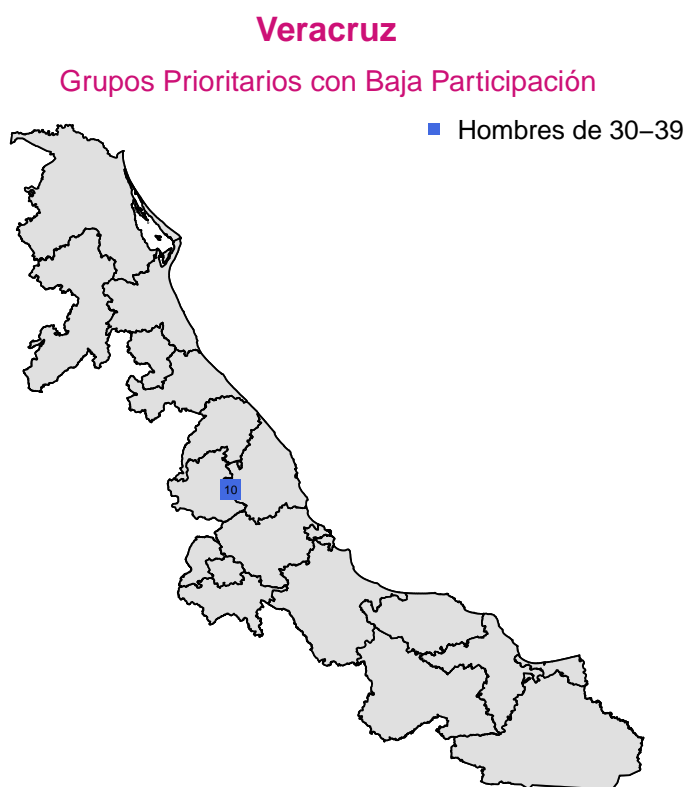 Veracruz
Grupos Prioritarios con Baja Participación
Hombres de 30–39
10